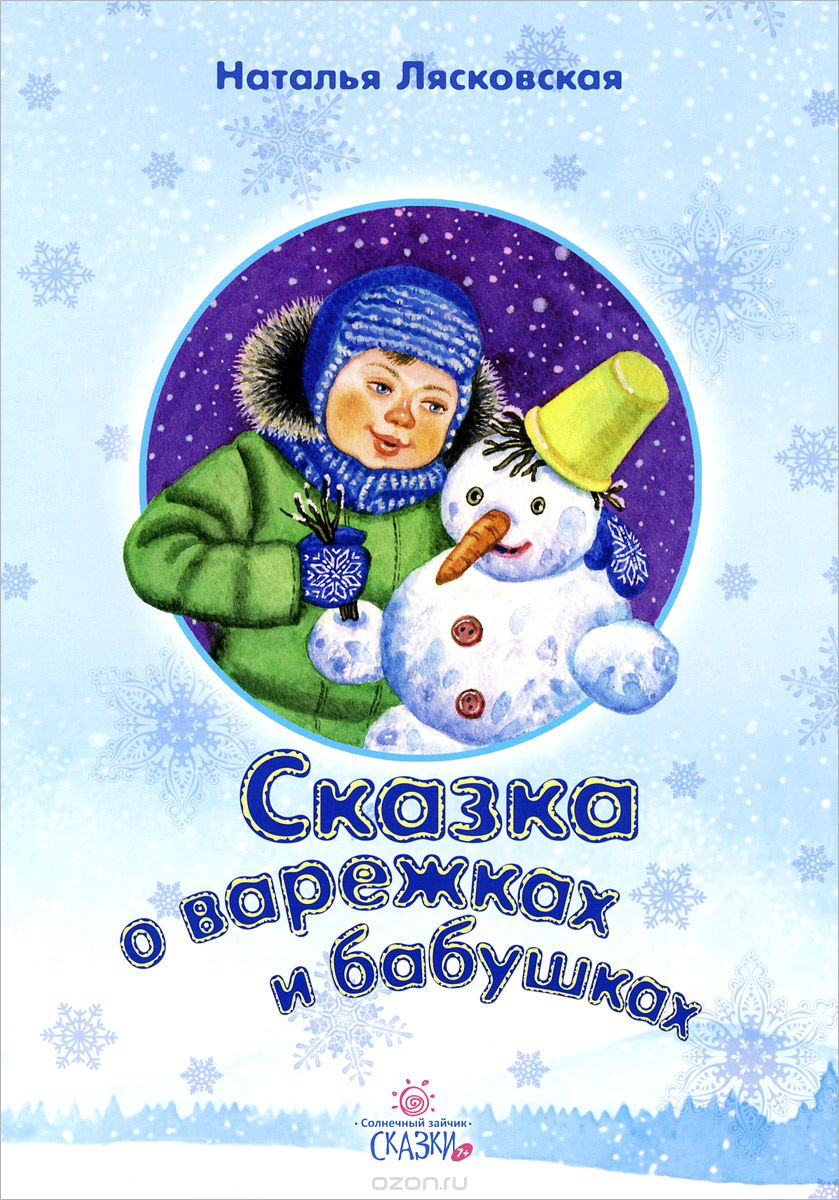 Наталья Лясковская
Сказка
о варежках
и бабушках
• Солнечный зайчик •
СКАЗКИ 7+
ozon.ru